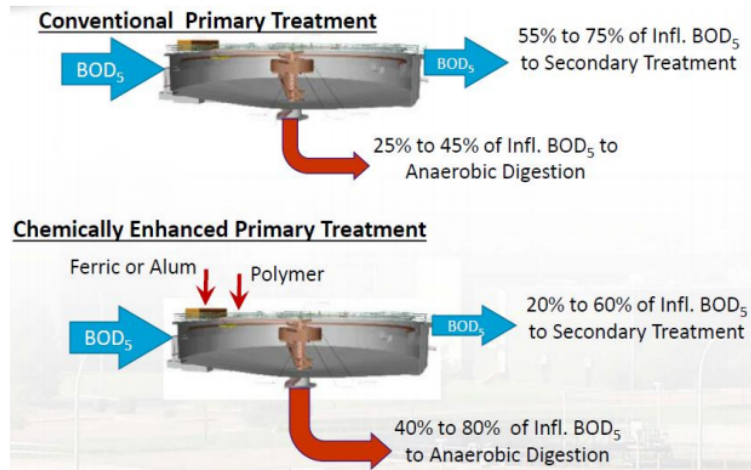 Conventional Primary Treatment
BOD₅
BOD₅
55% to 75% of Infl. BOD₅
to Secondary Treatment
25% to 45% of Infl. BOD₅ to
Anaerobic Digestion
Chemically Enhanced Primary Treatment
Ferric or Alum
Polymer
BOD₅
BOD₅
20% to 60% of Infl. BOD₅
to Secondary Treatment
40% to 80% of Infl. BOD₅
to Anaerobic Digestion